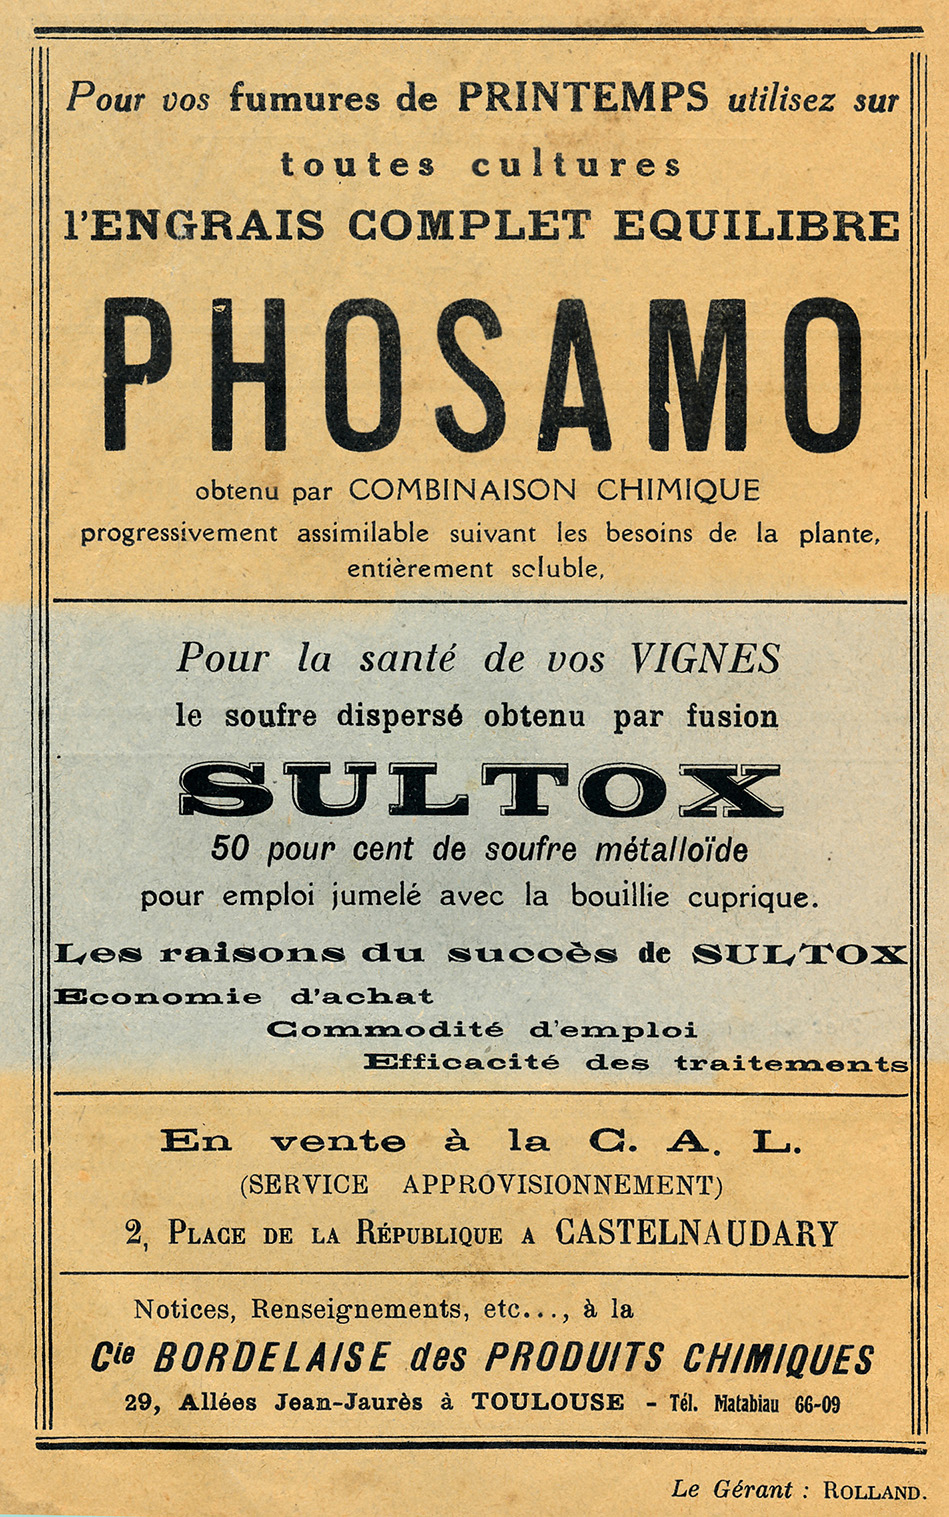 Pour vos fumures de PRINTEMPS utilisez sur
toutes cultures
l'ENGRAIS COMPLET EQUILIBRE
PHOSAMO
obtenu par COMBINAISON CHIMIQUE
progressivement assimilable suivant les besoins de la plante,
entièrement soluble,
Pour la santé de vos VIGNES
le soufre dispersé obtenu par fusion
SULTOX
50 pour cent de soufre métalloïde
pour emploi jumelé avec la bouillie cuprique.
Les raisons du succès de SULTOX
Economie d'achat
Commodité d'emploi
Efficacité des traitements
En vente à la C. A. L.
(SERVICE APPROVISIONNEMENT)
2, PLACE DE LA RÉPUBLIQUE A CASTELNAUDARY
Notices, Renseignements, etc..., à la
Cie BORDELAISE des PRODUITS CHIMIQUES
29, Allées Jean-Jaurès à TOULOUSE - Tél. Matabiau 66-09
Le Gérant : ROLLAND.